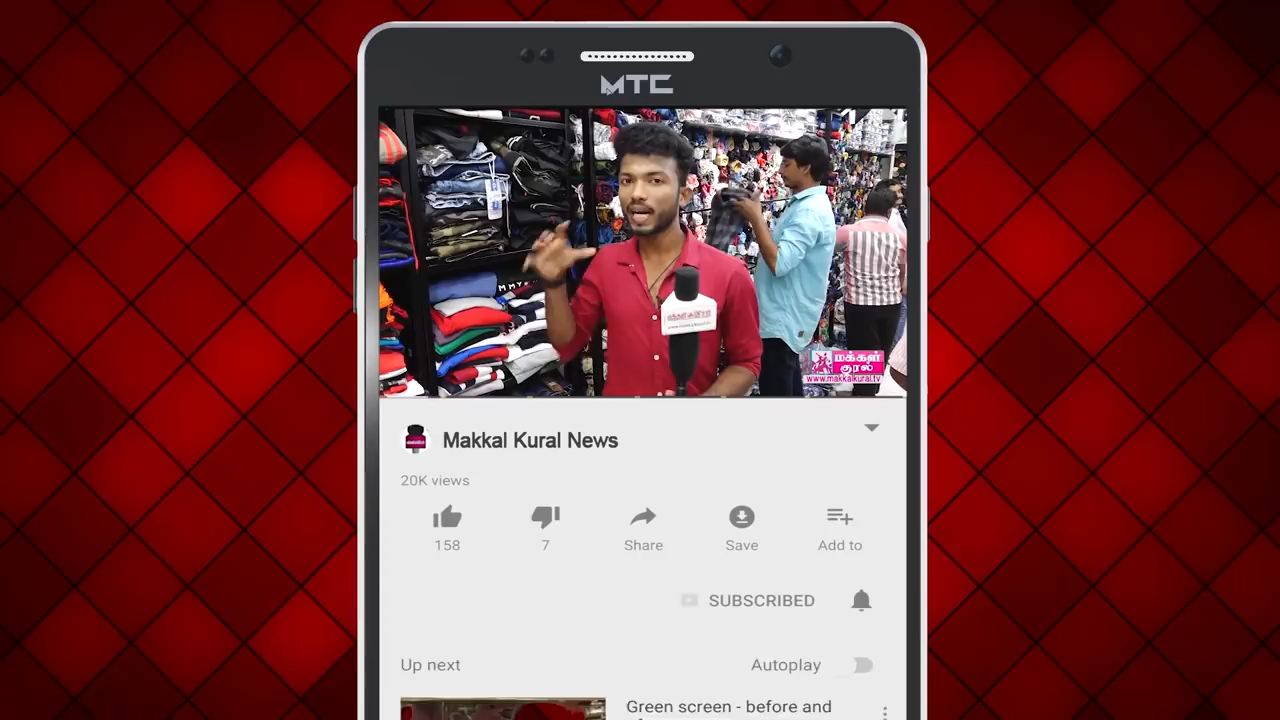 MTC
மக்கள்
குரல்
www.makkalkural.tv
Makkal Kural News
20K views
158
7
Share
Save
Add to
SUBSCRIBED
Up next
Autoplay
Green screen - before and